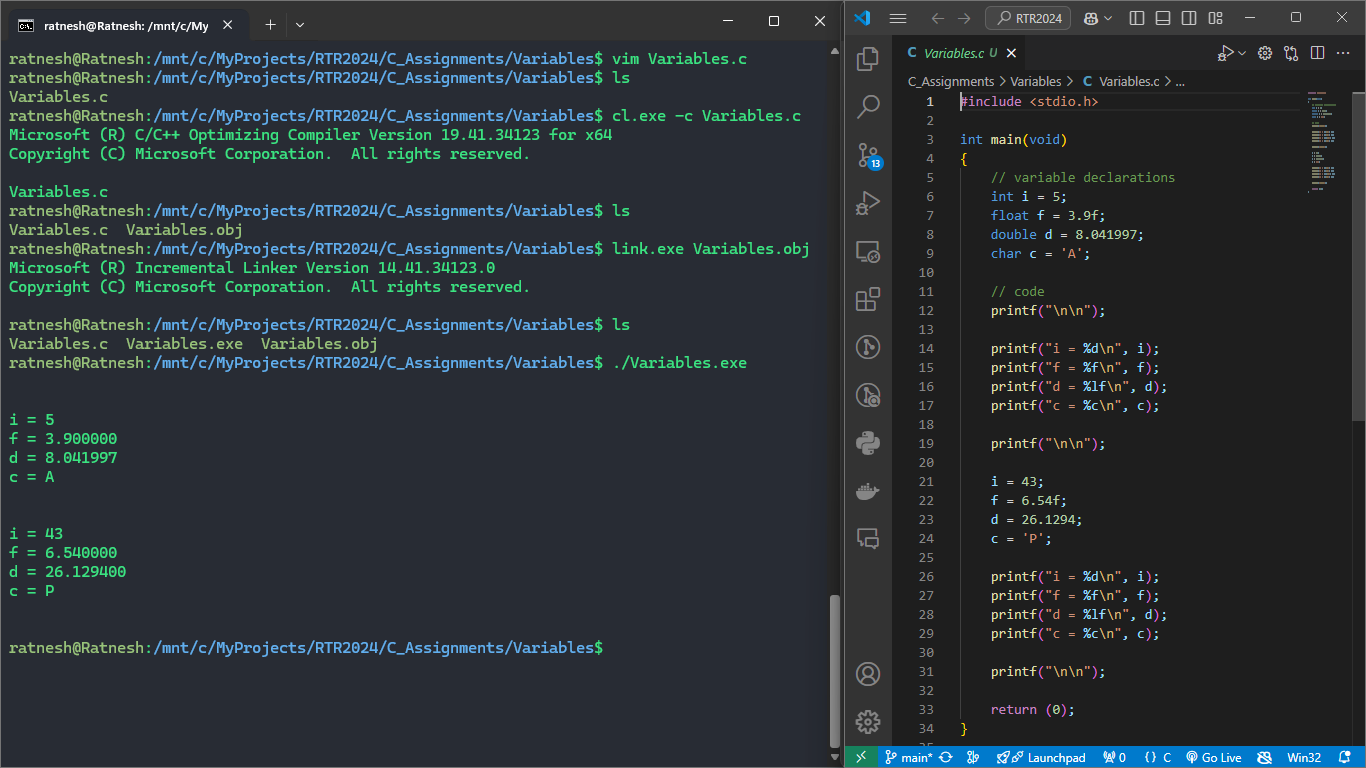 ratnesh@Ratnesh: /mnt/c/My
ratnesh@Ratnesh:/mnt/c/MyProjects/RTR2024/C_Assignments/Variables$ vim Variables.c
ratnesh@Ratnesh:/mnt/c/MyProjects/RTR2024/C_Assignments/Variables$ ls
Variables.c
ratnesh@Ratnesh:/mnt/c/MyProjects/RTR2024/C_Assignments/Variables$ cl.exe -c Variables.c
Microsoft (R) C/C++ Optimizing Compiler Version 19.41.34123 for x64
Copyright (C) Microsoft Corporation.  All rights reserved.

Variables.c
ratnesh@Ratnesh:/mnt/c/MyProjects/RTR2024/C_Assignments/Variables$ ls
Variables.c  Variables.obj
ratnesh@Ratnesh:/mnt/c/MyProjects/RTR2024/C_Assignments/Variables$ link.exe Variables.obj
Microsoft (R) Incremental Linker Version 14.41.34123.0
Copyright (C) Microsoft Corporation.  All rights reserved.

ratnesh@Ratnesh:/mnt/c/MyProjects/RTR2024/C_Assignments/Variables$ ls
Variables.c  Variables.exe  Variables.obj
ratnesh@Ratnesh:/mnt/c/MyProjects/RTR2024/C_Assignments/Variables$ ./Variables.exe

i = 5
f = 3.900000
d = 8.041997
c = A

i = 43
f = 6.540000
d = 26.129400
c = P

ratnesh@Ratnesh:/mnt/c/MyProjects/RTR2024/C_Assignments/Variables$
RTR2024
C Variables.c U
C_Assignments > Variables > C Variables.c > ...
13
1 #include <stdio.h>
2
3 int main(void)
4 {
5     // variable declarations
6     int i = 5;
7     float f = 3.9f;
8     double d = 8.041997;
9     char c = 'A';
10
11     // code
12     printf("\n\n");
13
14     printf("i = %d\n", i);
15     printf("f = %f\n", f);
16     printf("d = %lf\n", d);
17     printf("c = %c\n", c);
18
19     printf("\n\n");
20
21     i = 43;
22     f = 6.54f;
23     d = 26.1294;
24     c = 'P';
25
26     printf("i = %d\n", i);
27     printf("f = %f\n", f);
28     printf("d = %lf\n", d);
29     printf("c = %c\n", c);
30
31     printf("\n\n");
32
33     return (0);
34 }
35
main* Launchpad 0 {} C Go Live Win32